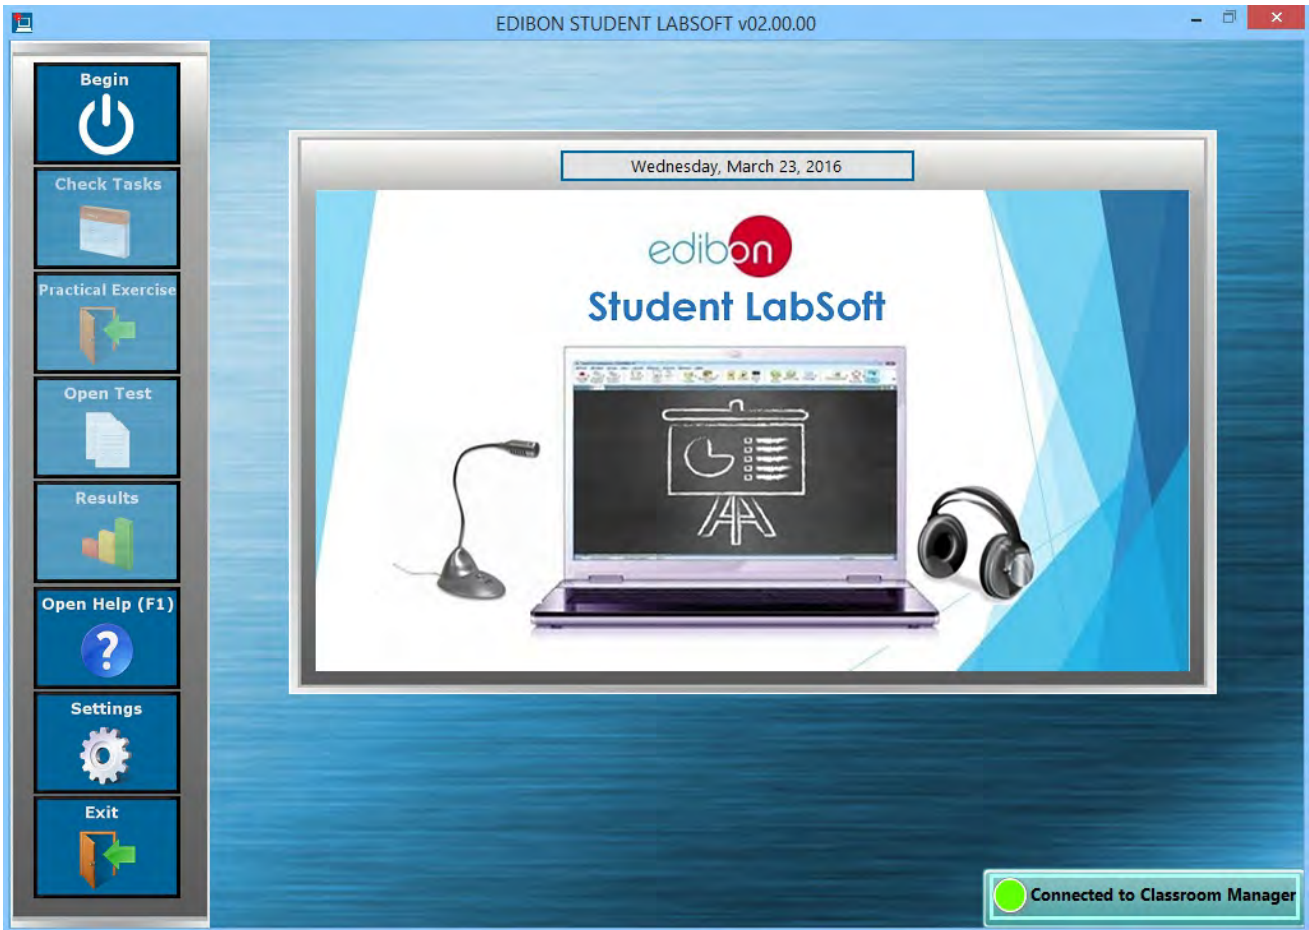 EDIBON STUDENT LABSOFT v02.00.00
Begin
Check Tasks
Practical Exercise
Open Test
Results
Open Help (F1)
Settings
Exit
Wednesday, March 23, 2016
edibon
Student LabSoft
Connected to Classroom Manager